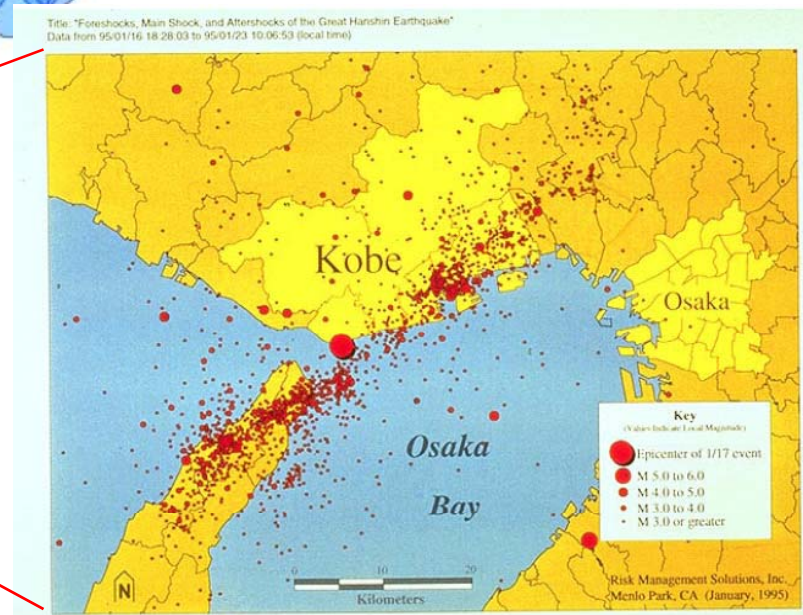 Title: "Foreshocks, Main Shock, and Aftershocks of the Great Hanshin Earthquake"
Data from 95/01/16 18:28:03 to 95/01/23 10:06:53 (local time)
Kobe
Osaka
Osaka
Bay
Key
(Values Indicate Local Magnitude)
Epicenter of 1/17 event
M 5.0 to 6.0
M 4.0 to 5.0
M 3.0 to 4.0
M 3.0 or greater
0 10 20
Kilometers
N
Risk Management Solutions, Inc.
Menlo Park, CA (January, 1995)